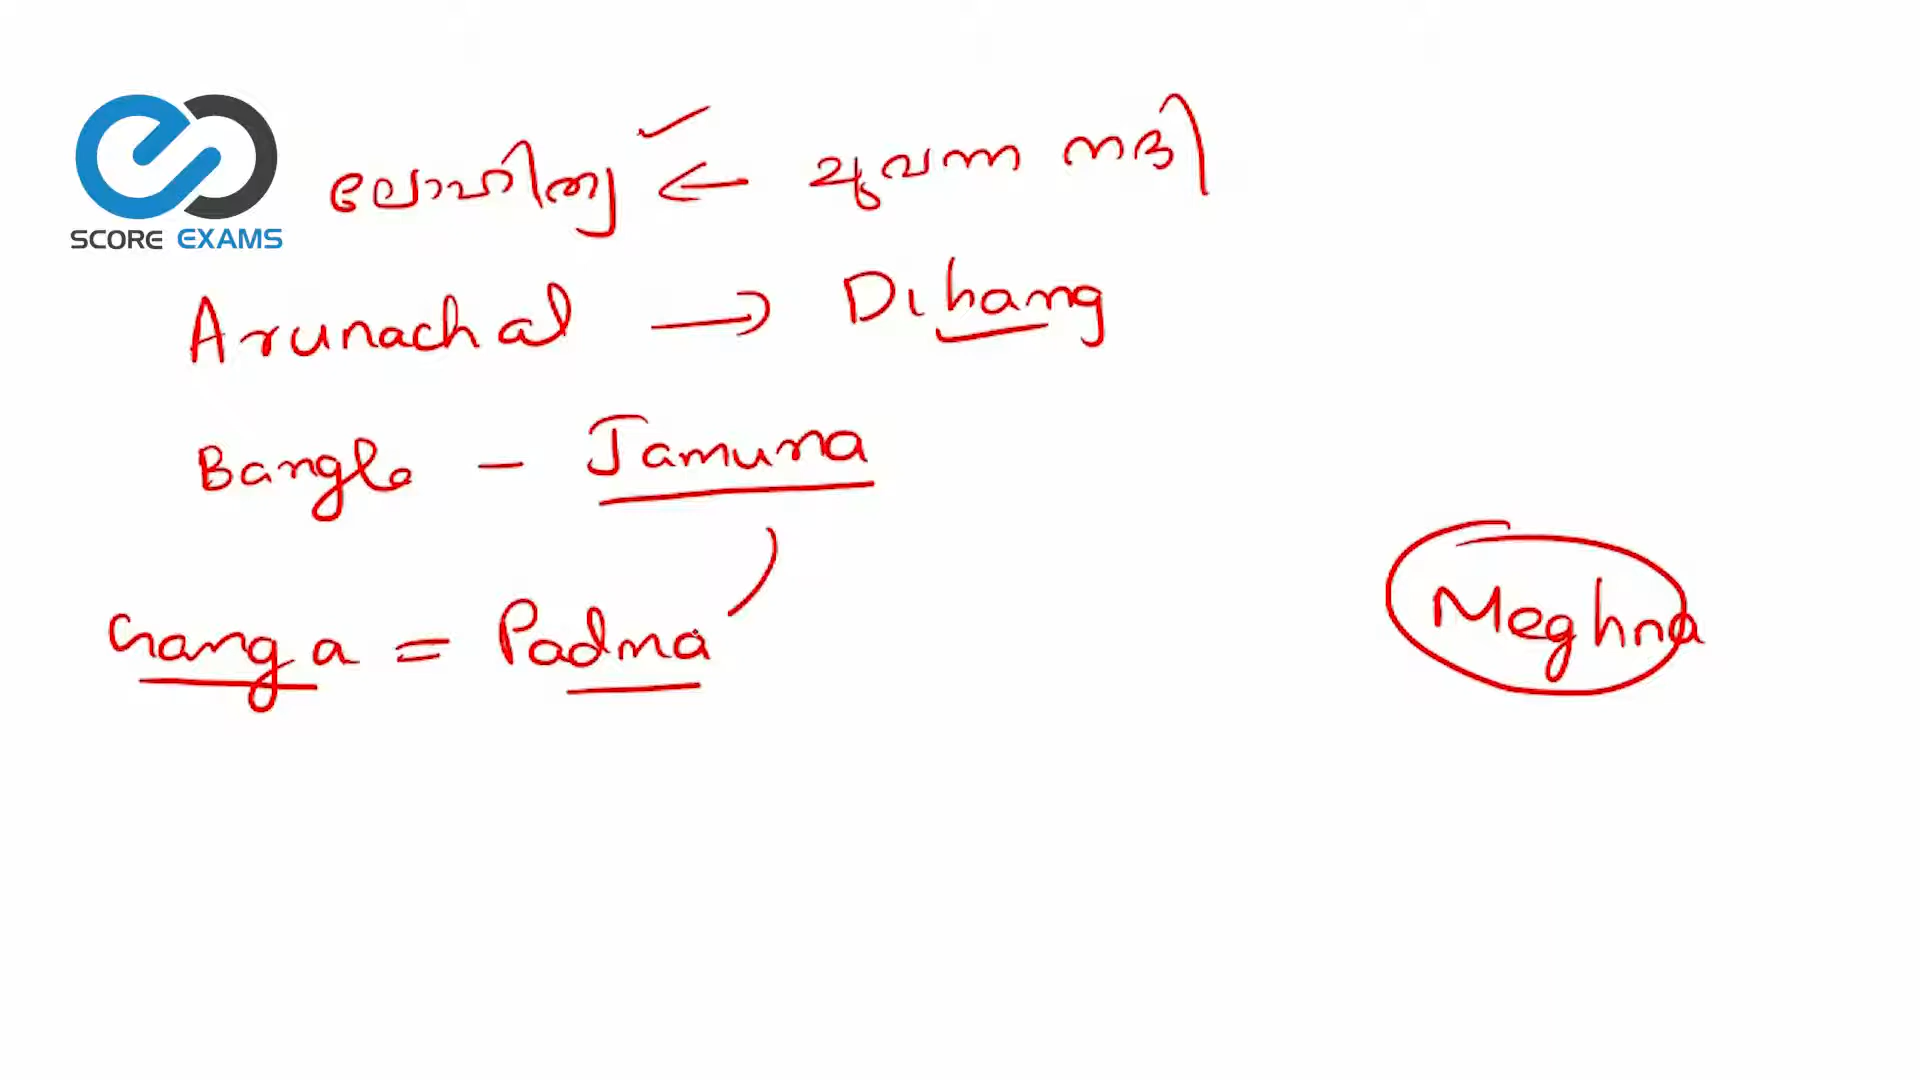 SCORE EXAMS
ലോഹിത്യ ← ചുവന്ന നദി
Arunachal → Dihang
Bangla - Jamuna
Ganga = Padma
Meghna